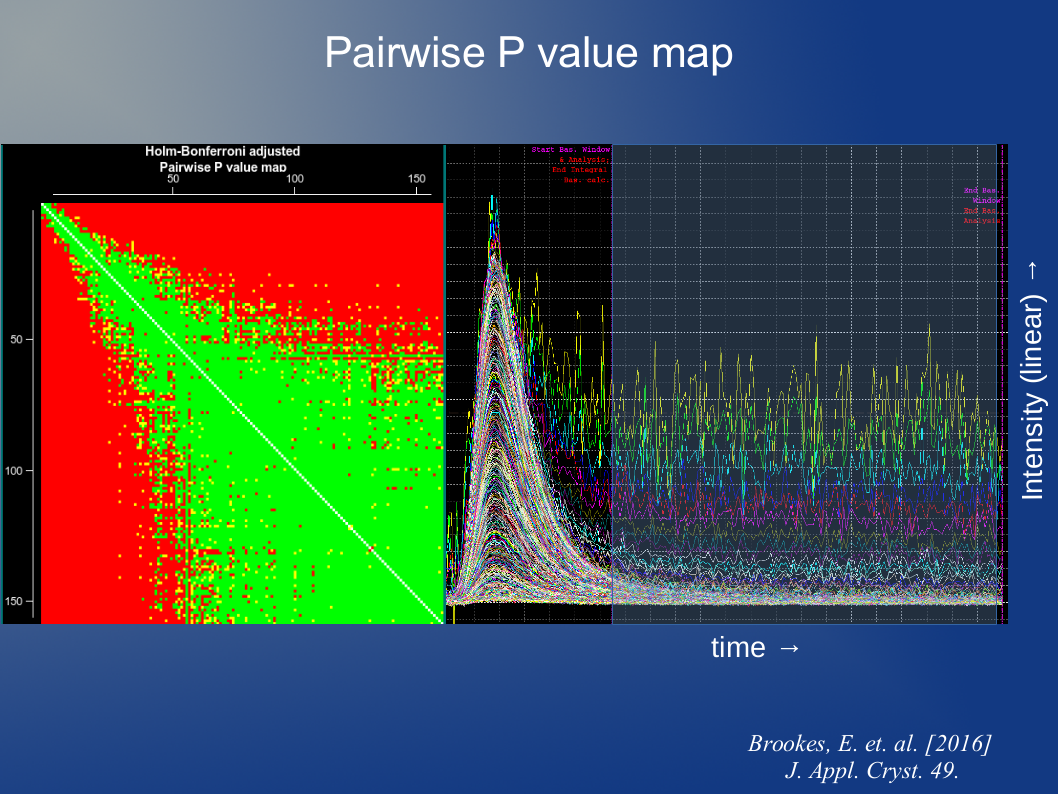 Pairwise P value map
Holm-Bonferroni adjusted
Pairwise P value map
50
100
150
50
100
150
Start Bas. Window
& Analysis;
End Integral
Bas. calc.
End Bas.
Window
End Bas.
Analysis
Intensity (linear) →
time →
Brookes, E. et. al. [2016]
J. Appl. Cryst. 49.